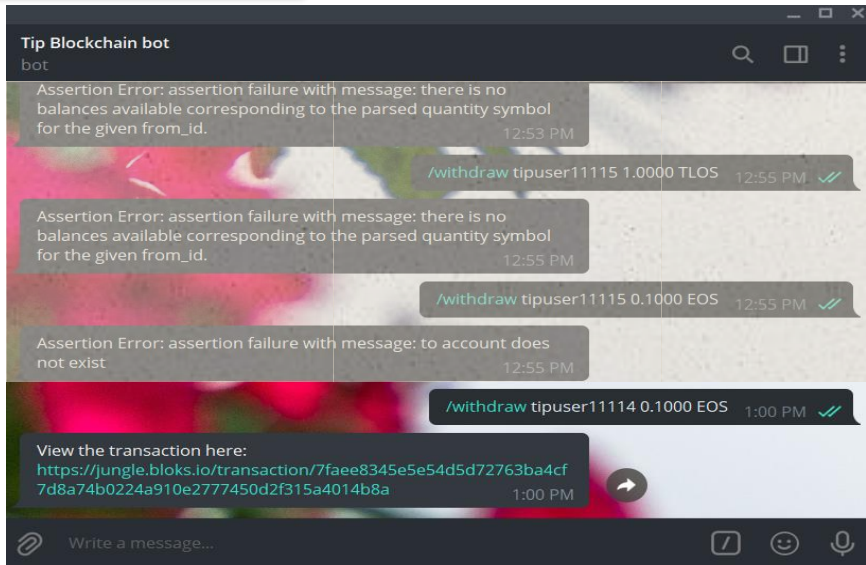 Tip Blockchain bot
bot
Assertion Error: assertion failure with message: there is no
balances available corresponding to the parsed quantity symbol
for the given from_id.
12:53 PM
/withdraw tipuser11115 1.0000 TLOS 12:55 PM
Assertion Error: assertion failure with message: there is no
balances available corresponding to the parsed quantity symbol
for the given from_id.
12:55 PM
/withdraw tipuser11115 0.1000 EOS 12:55 PM
Assertion Error: assertion failure with message: to account does
not exist
12:55 PM
/withdraw tipuser11114 0.1000 EOS 1:00 PM
View the transaction here:
https://jungle.bloks.io/transaction/7faee8345e5e54d5d72763ba4cf
7d8a74b0224a910e2777450d2f315a4014b8a
1:00 PM
Write a message...